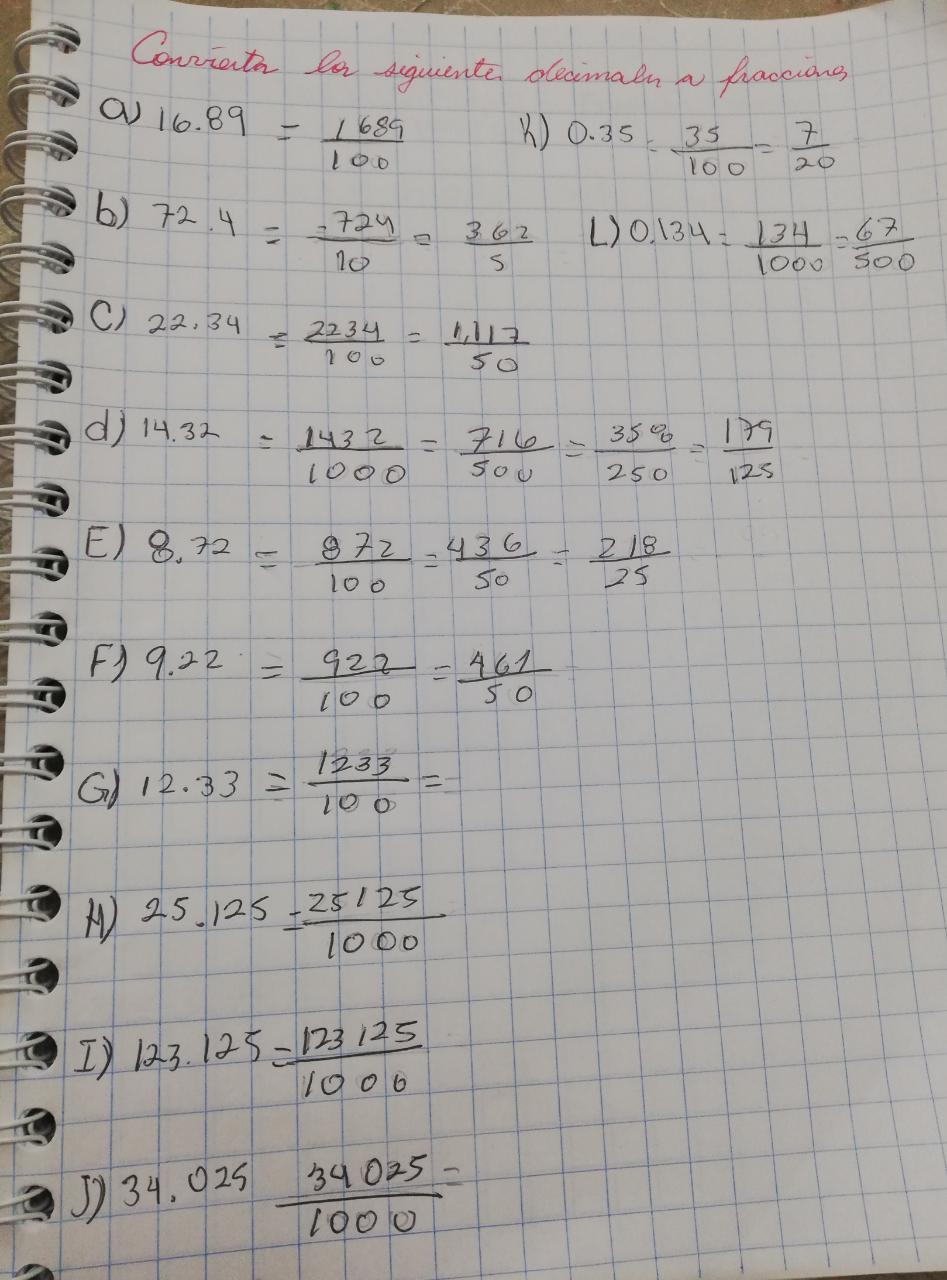 Convierta los siguientes decimales a fracciones
a) 16.89 = 1689/100
K) 0.35 = 35/100 = 7/20
b) 72.4 = 724/10 = 362/5
L) 0.134 = 134/1000 = 67/500
C) 22.34 = 2234/100 = 1,117/50
d) 14.32 = 1432/1000 = 716/500 = 358/250 = 179/125
E) 8.72 = 872/100 = 436/50 = 218/25
F) 9.22 = 922/100 = 461/50
G) 12.33 = 1233/100 =
H) 25.125 = 25125/1000
I) 123.125 = 123125/1000
J) 34.025 34025/1000 =